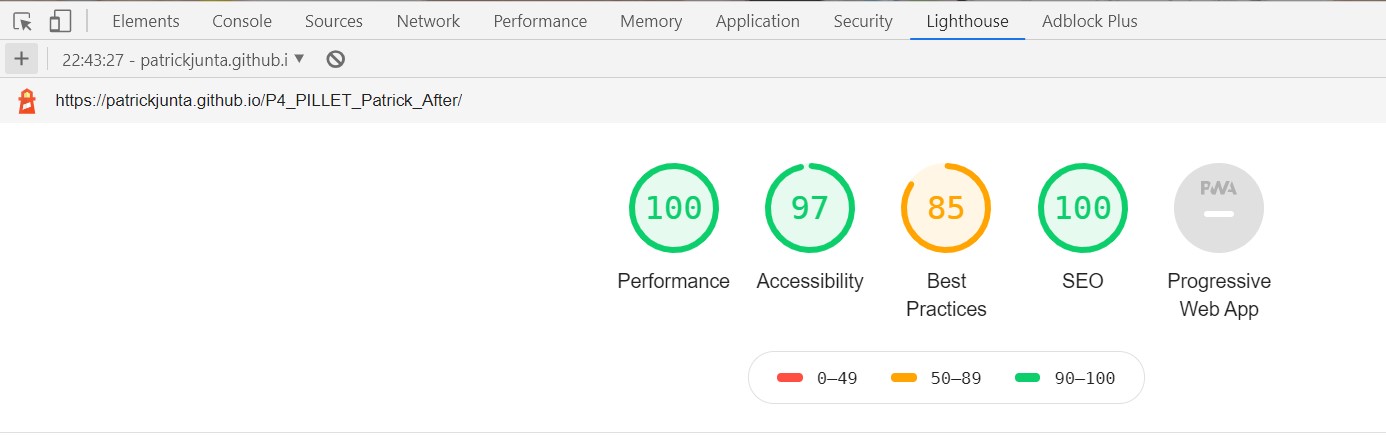 Elements Console Sources Network Performance Memory Application Security Lighthouse Adblock Plus
22:43:27 - patrickjunta.github.i
https://patrickjunta.github.io/P4_PILLET_Patrick_After/
100 97 85 100 PWA
Performance Accessibility Best Practices SEO Progressive Web App
0–49 50–89 90–100